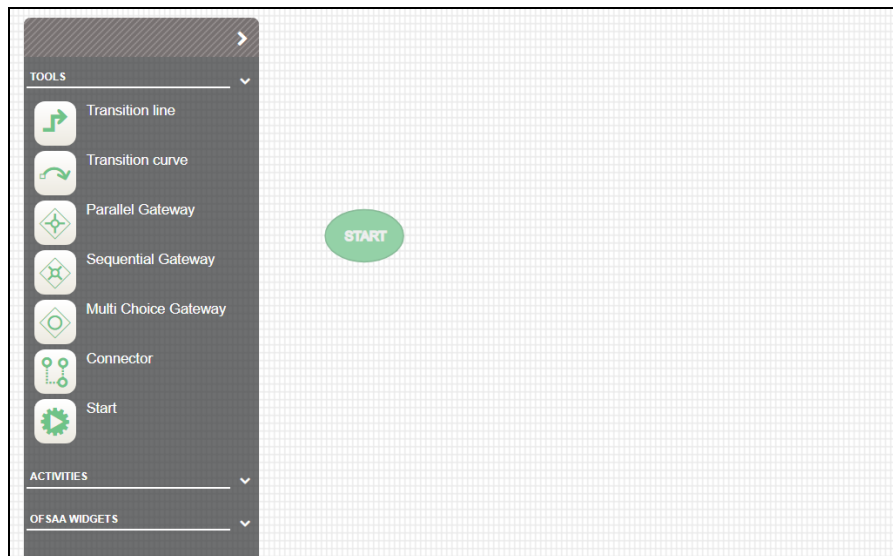 TOOLS
Transition line
Transition curve
Parallel Gateway
START
Sequential Gateway
Multi Choice Gateway
Connector
Start
ACTIVITIES
OFSAA WIDGETS